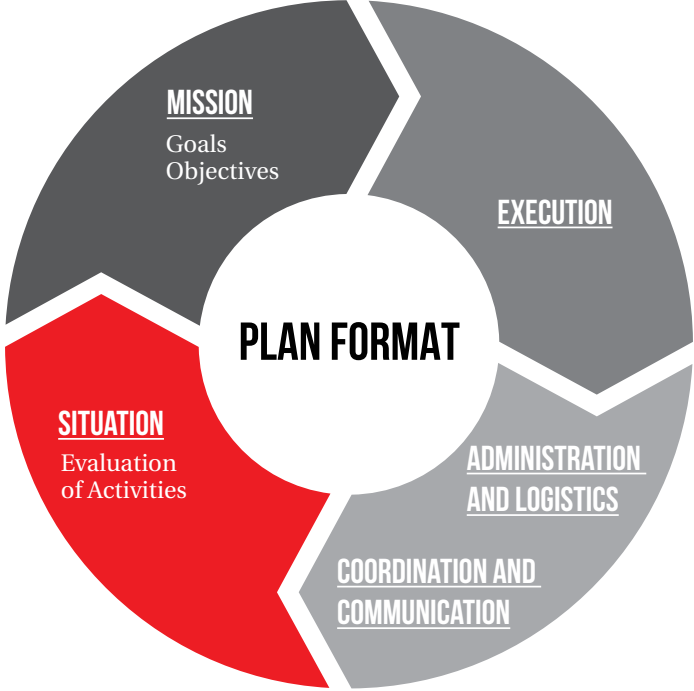 MISSION
Goals
Objectives
EXECUTION
PLAN FORMAT
SITUATION
Evaluation
of Activities
ADMINISTRATION
AND LOGISTICS
COORDINATION AND
COMMUNICATION